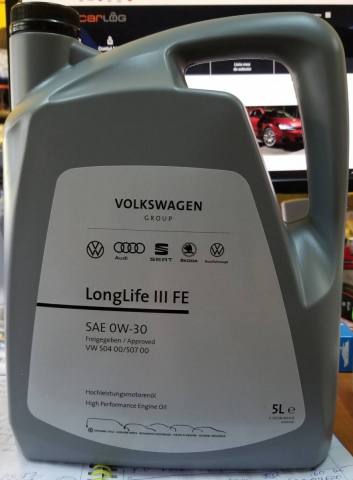 carLOG
VOLKSWAGEN
GROUP
Audi
SEAT
ŠKODA
LongLife III FE
SAE 0W-30
Freigegeben / Approved
VW 504 00/507 00
Hochleistungsmotorenöl
High Performance Engine Oil
5L e